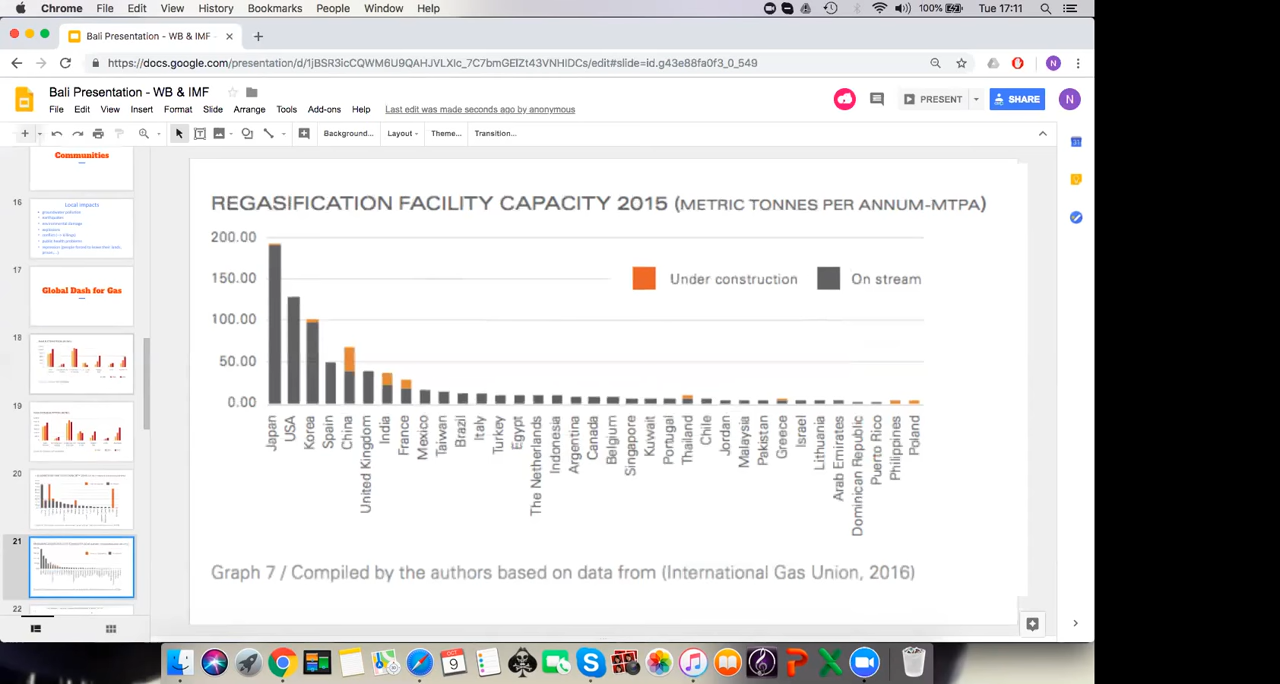 Chrome File Edit View History Bookmarks People Window Help 100% Tue 17:11
Bali Presentation - WB & IMF -
https://docs.google.com/presentation/d/1jBSR3icCQWM6U9QAHJVLXlc_7C7bmGEIZt43VNHIDCs/edit#slide=id.g43e88fa0f3_0_549
Bali Presentation - WB & IMF
File Edit View Insert Format Slide Arrange Tools Add-ons Help Last edit was made seconds ago by anonymous
PRESENT SHARE N
Background... Layout Theme... Transition...
Communities
16
Local impacts
17
Global Dash for Gas
18
19
20
21
22
REGASIFICATION FACILITY CAPACITY 2015 (METRIC TONNES PER ANNUM-MTPA)
200.00
150.00
100.00
50.00
0.00
Under construction On stream
Japan
USA
Korea
Spain
China
United Kingdom
India
France
Mexico
Taiwan
Brazil
Italy
Turkey
Egypt
The Netherlands
Indonesia
Argentina
Canada
Belgium
Singapore
Kuwait
Portugal
Thailand
Chile
Jordan
Malaysia
Pakistan
Greece
Israel
Lithuania
Arab Emirates
Dominican Republic
Puerto Rico
Philippines
Poland
Graph 7 / Compiled by the authors based on data from (International Gas Union, 2016)
OCT
9